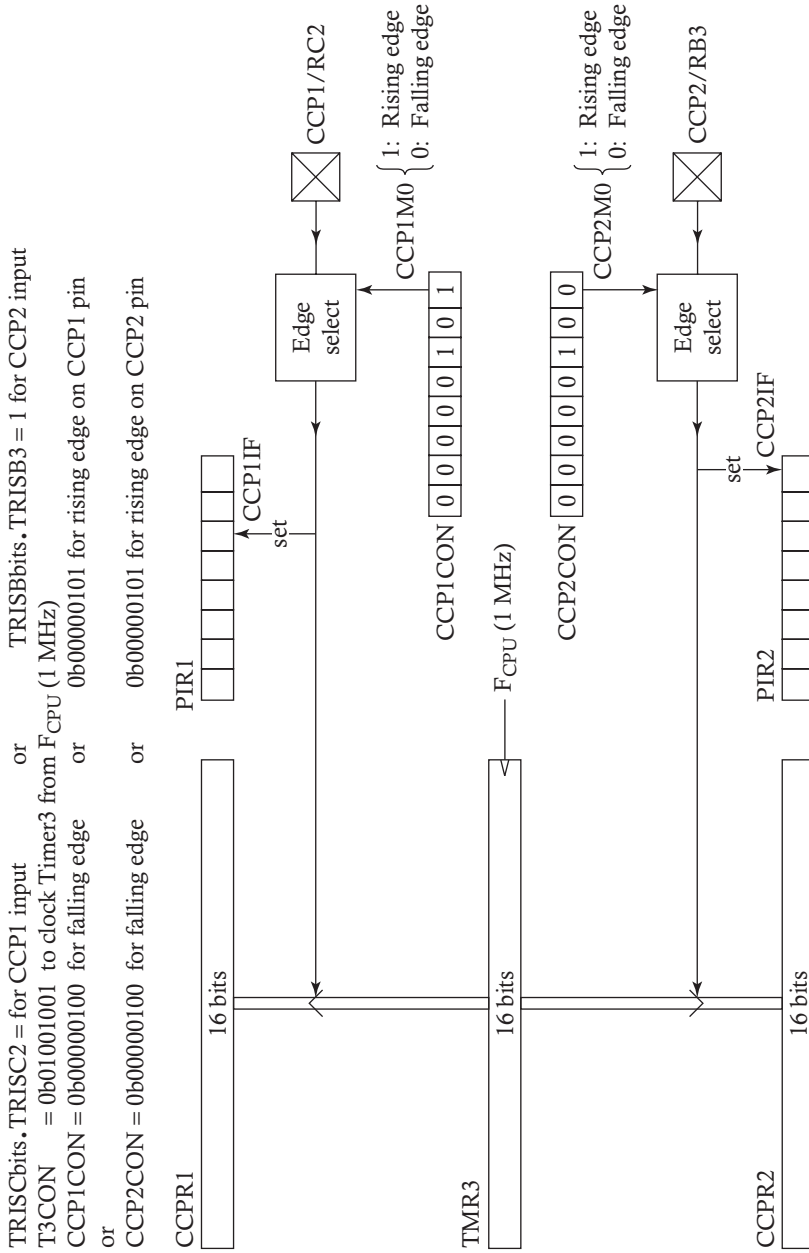 TRISCbits.TRISC2 = for CCP1 input or TRISBbits.TRISB3 = 1 for CCP2 input
T3CON = 0b01001001 to clock Timer3 from FCPU (1 MHz)
CCP1CON = 0b00000100 for falling edge or 0b00000101 for rising edge on CCP1 pin
or
CCP2CON = 0b00000100 for falling edge or 0b00000101 for rising edge on CCP2 pin
CCPR1
16 bits
PIR1
CCP1IF
set
Edge
select
CCP1/RC2
CCP1M0
1: Rising edge
0: Falling edge
CCP1CON 0 0 0 0 0 1 0 1
TMR3
16 bits
FCPU (1 MHz)
CCP2CON 0 0 0 0 0 1 0 0
CCP2M0
1: Rising edge
0: Falling edge
Edge
select
CCP2/RB3
set
CCP2IF
PIR2
CCPR2
16 bits